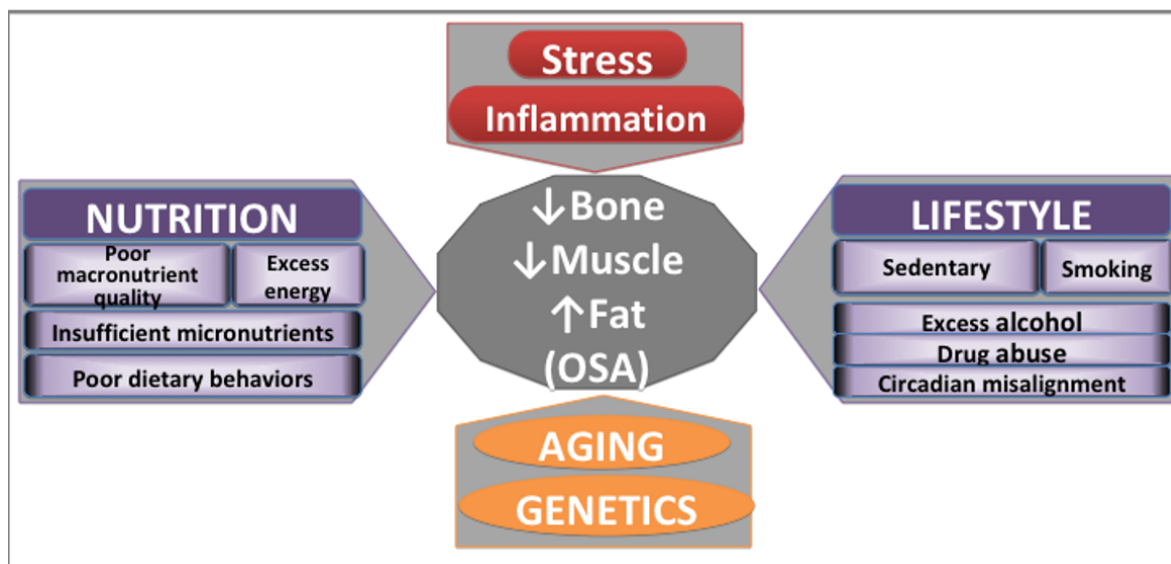 Stress
Inflammation
NUTRITION
Poor
macronutrient
quality
Excess
energy
Insufficient micronutrients
Poor dietary behaviors
↓Bone
↓Muscle
↑Fat
(OSA)
LIFESTYLE
Sedentary
Smoking
Excess alcohol
Drug abuse
Circadian misalignment
AGING
GENETICS